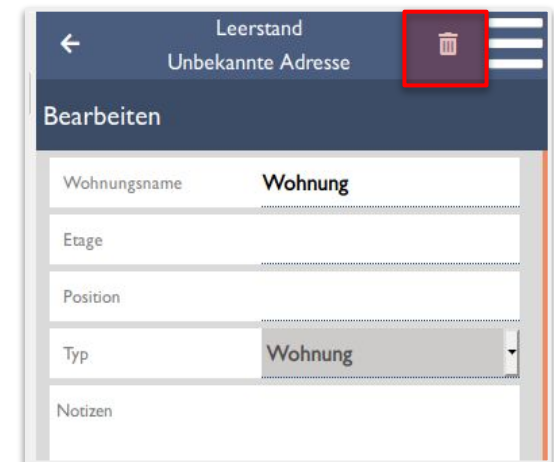 Leerstand
Unbekannte Adresse
Bearbeiten
Wohnungsname Wohnung
Etage
Position
Typ Wohnung
Notizen